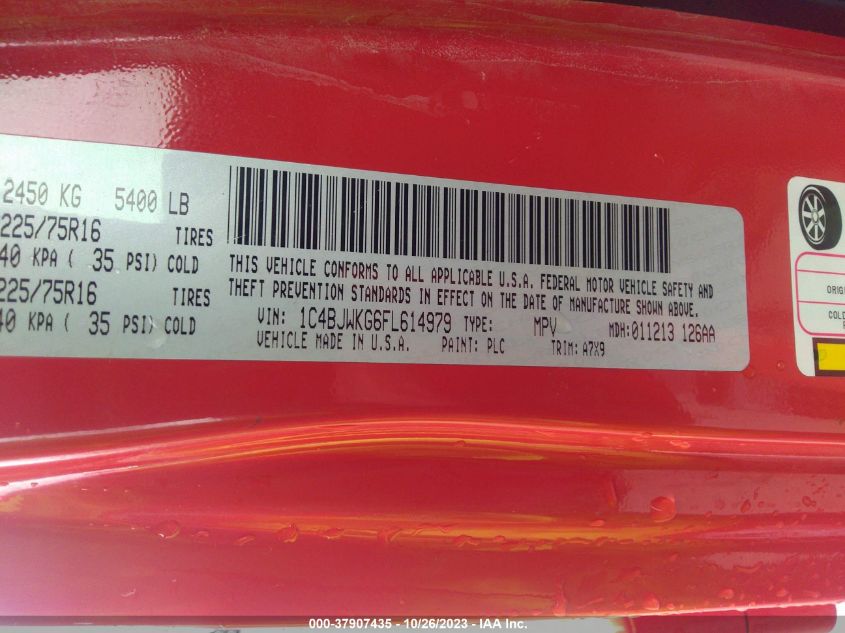 2450 KG 5400 LB
225/75R16 TIRES
40 KPA ( 35 PSI) COLD
225/75R16 TIRES
40 KPA ( 35 PSI) COLD
THIS VEHICLE CONFORMS TO ALL APPLICABLE U.S.A. FEDERAL MOTOR VEHICLE SAFETY AND
THEFT PREVENTION STANDARDS IN EFFECT ON THE DATE OF MANUFACTURE SHOWN ABOVE.
VIN: 1C4BJWKG6FL614979 TYPE: MPV MDH:011213 126AA
VEHICLE MADE IN U.S.A. PAINT: PLC TRIM: A7X9
ORIG
COLD
000-37907435 - 10/26/2023 - IAA Inc.